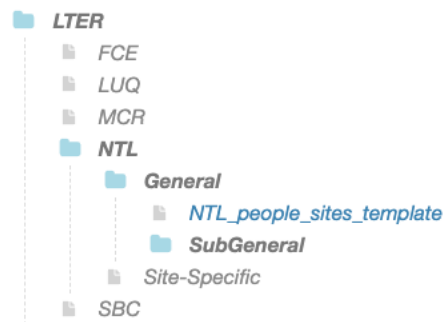 LTER
FCE
LUQ
MCR
NTL
General
NTL_people_sites_template
SubGeneral
Site-Specific
SBC